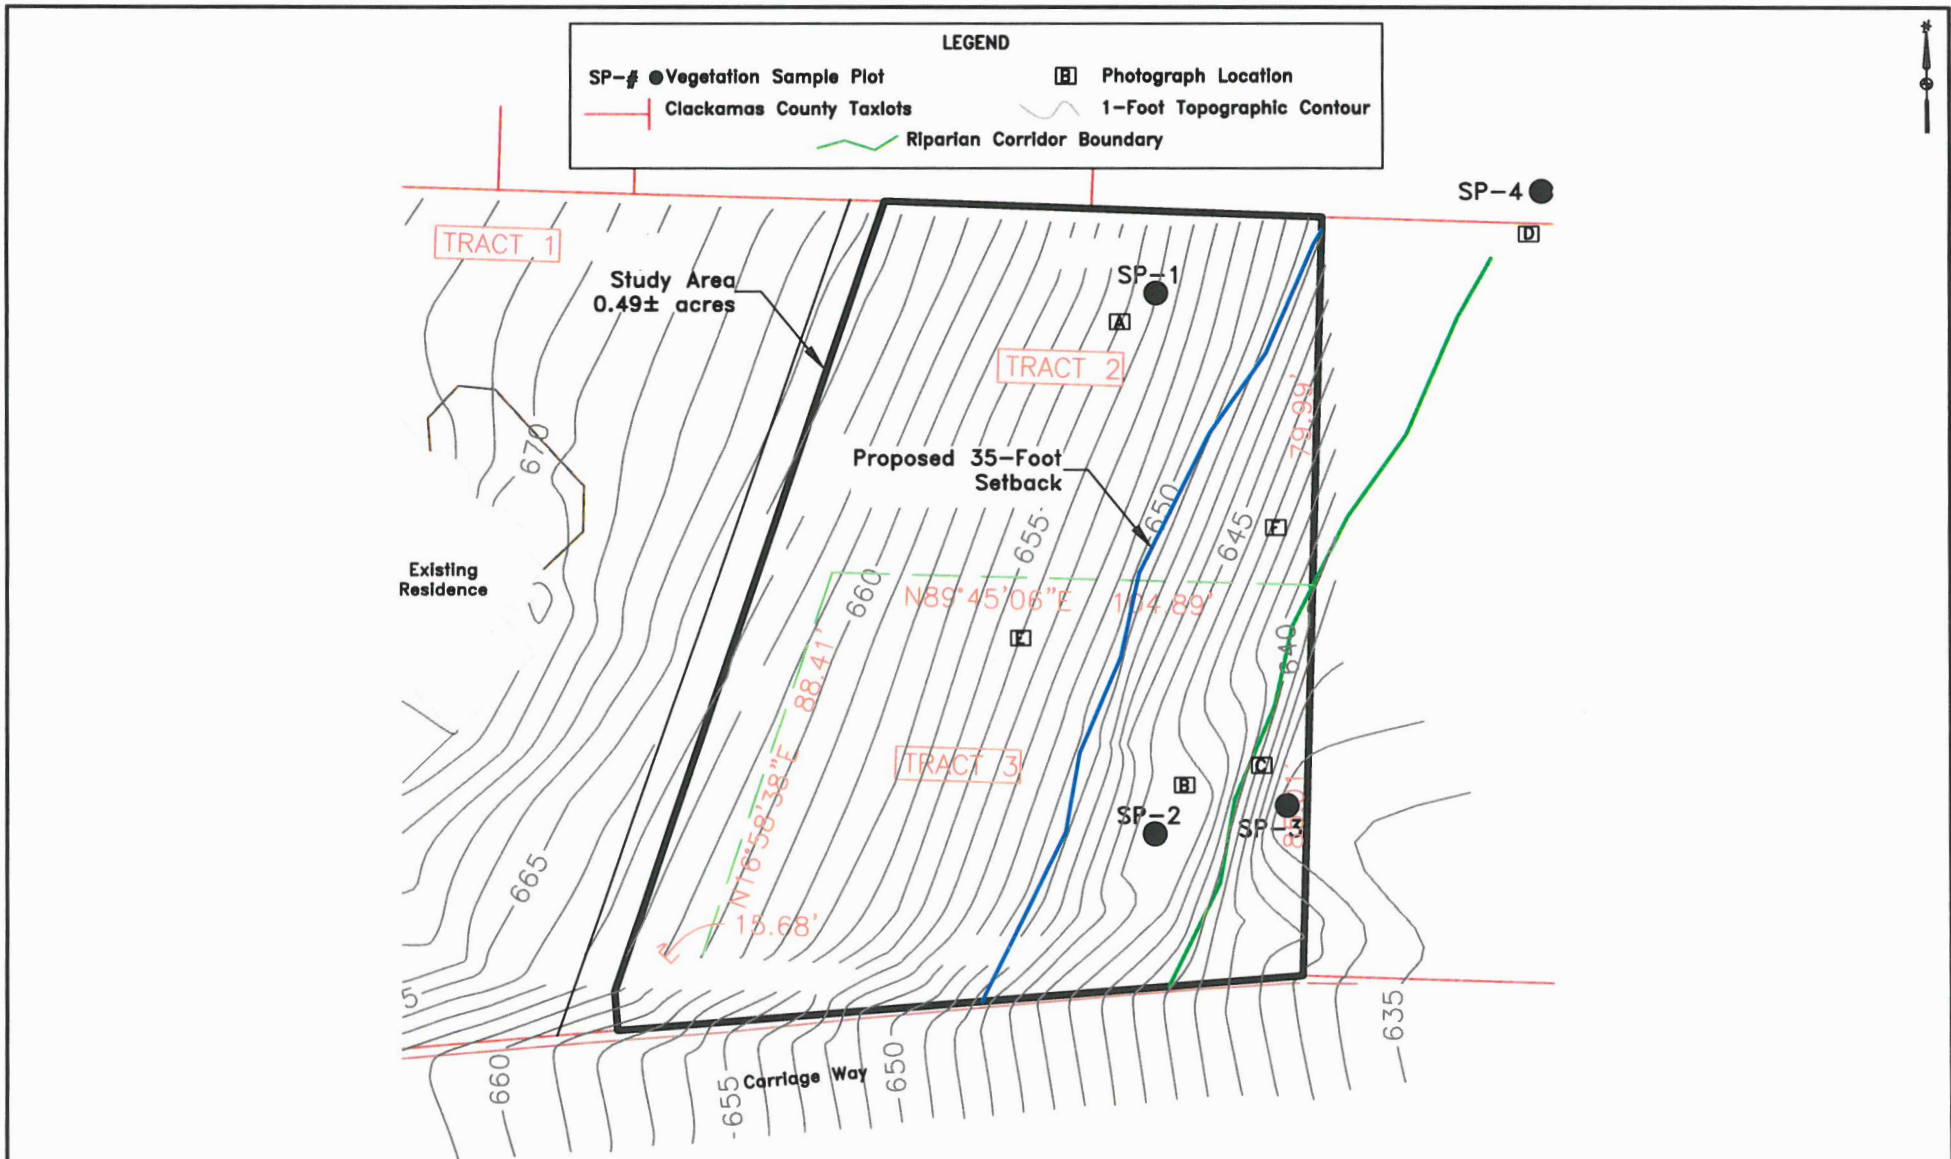 LEGEND
SP-# Vegetation Sample Plot
B Photograph Location
Clackamas County Taxlots
1-Foot Topographic Contour
Riparian Corridor Boundary
SP-4
D
TRACT 1
Study Area
0.49± acres
SP-1
A
TRACT 2
79.99'
670
Proposed 35-Foot
Setback
650
655
645
F
Existing
Residence
660
N89°45'06"E 104.89'
640
E
88.41'
N16°58'38"E
TRACT 3
C
B
SP-2
SP-3
665
15.68'
5
635
660
655
Carriage Way
650